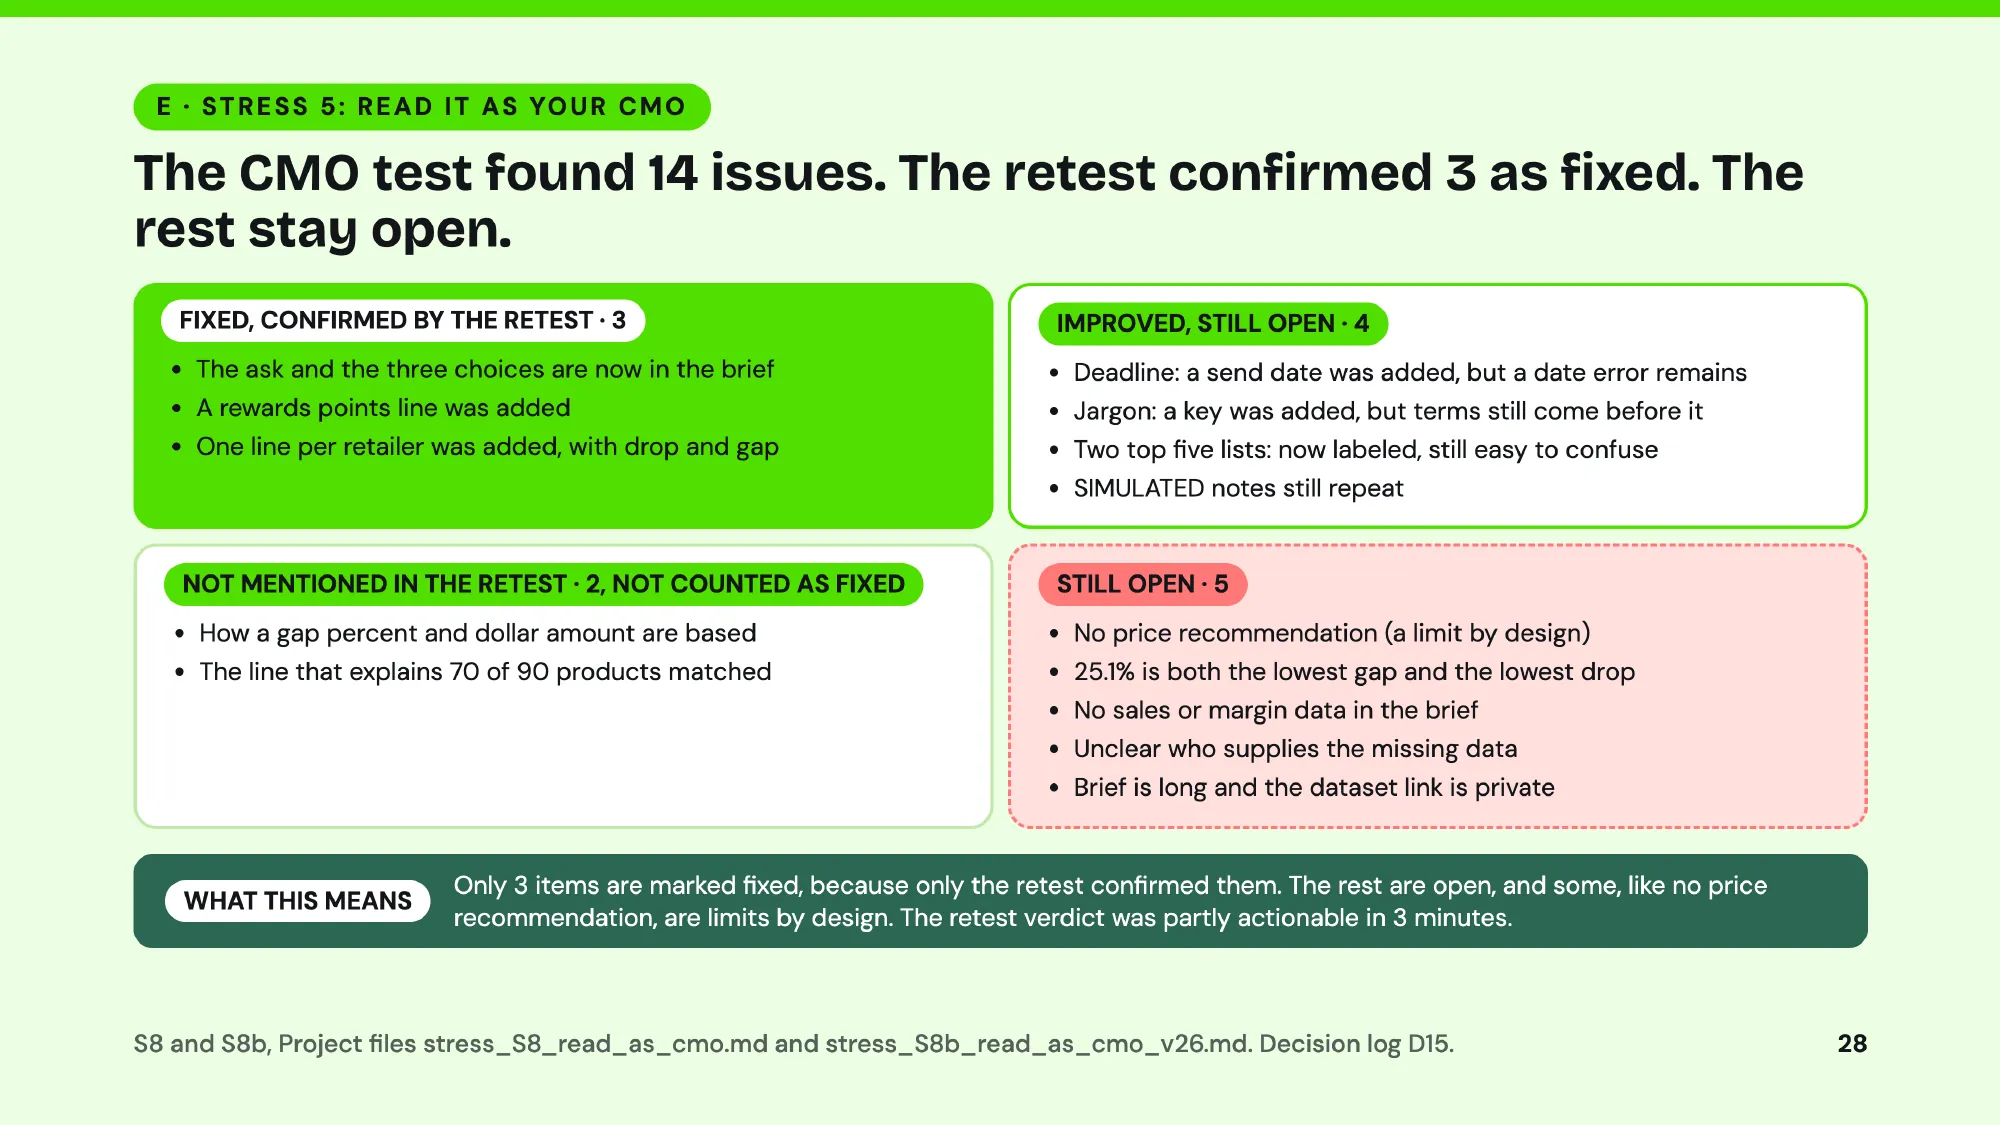 E · STRESS 5: READ IT AS YOUR CMO
The CMO test found 14 issues. The retest confirmed 3 as fixed. The
rest stay open.
FIXED, CONFIRMED BY THE RETEST · 3
• The ask and the three choices are now in the brief
• A rewards points line was added
• One line per retailer was added, with drop and gap
IMPROVED, STILL OPEN · 4
• Deadline: a send date was added, but a date error remains
• Jargon: a key was added, but terms still come before it
• Two top five lists: now labeled, still easy to confuse
• SIMULATED notes still repeat
NOT MENTIONED IN THE RETEST · 2, NOT COUNTED AS FIXED
• How a gap percent and dollar amount are based
• The line that explains 70 of 90 products matched
STILL OPEN · 5
• No price recommendation (a limit by design)
• 25.1% is both the lowest gap and the lowest drop
• No sales or margin data in the brief
• Unclear who supplies the missing data
• Brief is long and the dataset link is private
WHAT THIS MEANS
Only 3 items are marked fixed, because only the retest confirmed them. The rest are open, and some, like no price
recommendation, are limits by design. The retest verdict was partly actionable in 3 minutes.
S8 and S8b, Project files stress_S8_read_as_cmo.md and stress_S8b_read_as_cmo_v26.md. Decision log D15.
28